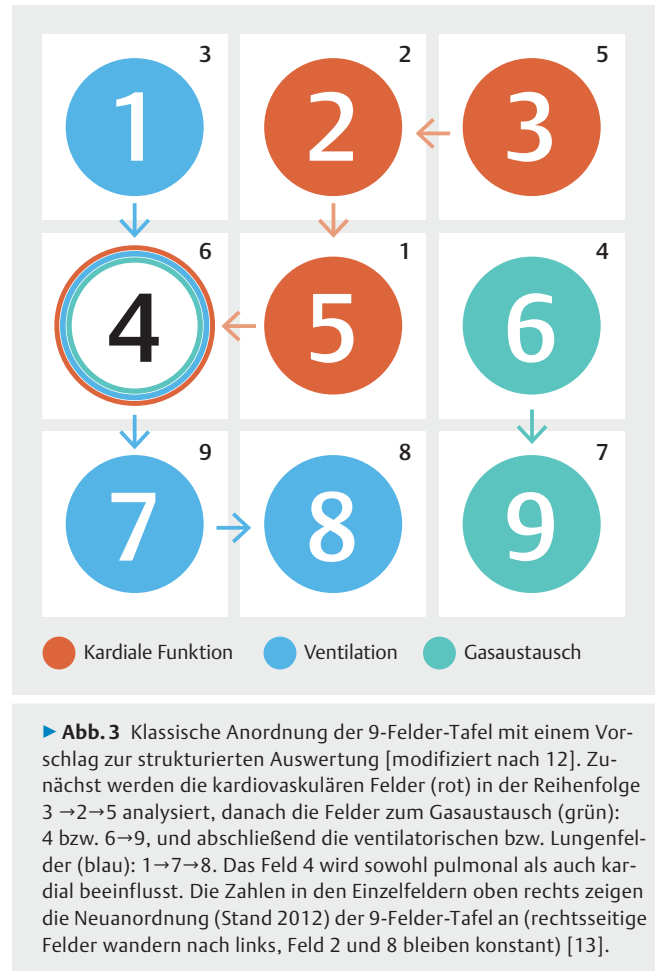 3
2
5
1
2
3
6
1
4
4
5
6
9
8
7
7
8
9
Kardiale Funktion
Ventilation
Gasaustausch
► Abb. 3 Klassische Anordnung der 9-Felder-Tafel mit einem Vor-
schlag zur strukturierten Auswertung [modifiziert nach 12]. Zu-
nächst werden die kardiovaskulären Felder (rot) in der Reihenfolge
3 →2→5 analysiert, danach die Felder zum Gasaustausch (grün):
4 bzw. 6→9, und abschließend die ventilatorischen bzw. Lungenfel-
der (blau): 1→7→8. Das Feld 4 wird sowohl pulmonal als auch kar-
dial beeinflusst. Die Zahlen in den Einzelfeldern oben rechts zeigen
die Neuanordnung (Stand 2012) der 9-Felder-Tafel an (rechtsseitige
Felder wandern nach links, Feld 2 und 8 bleiben konstant) [13].